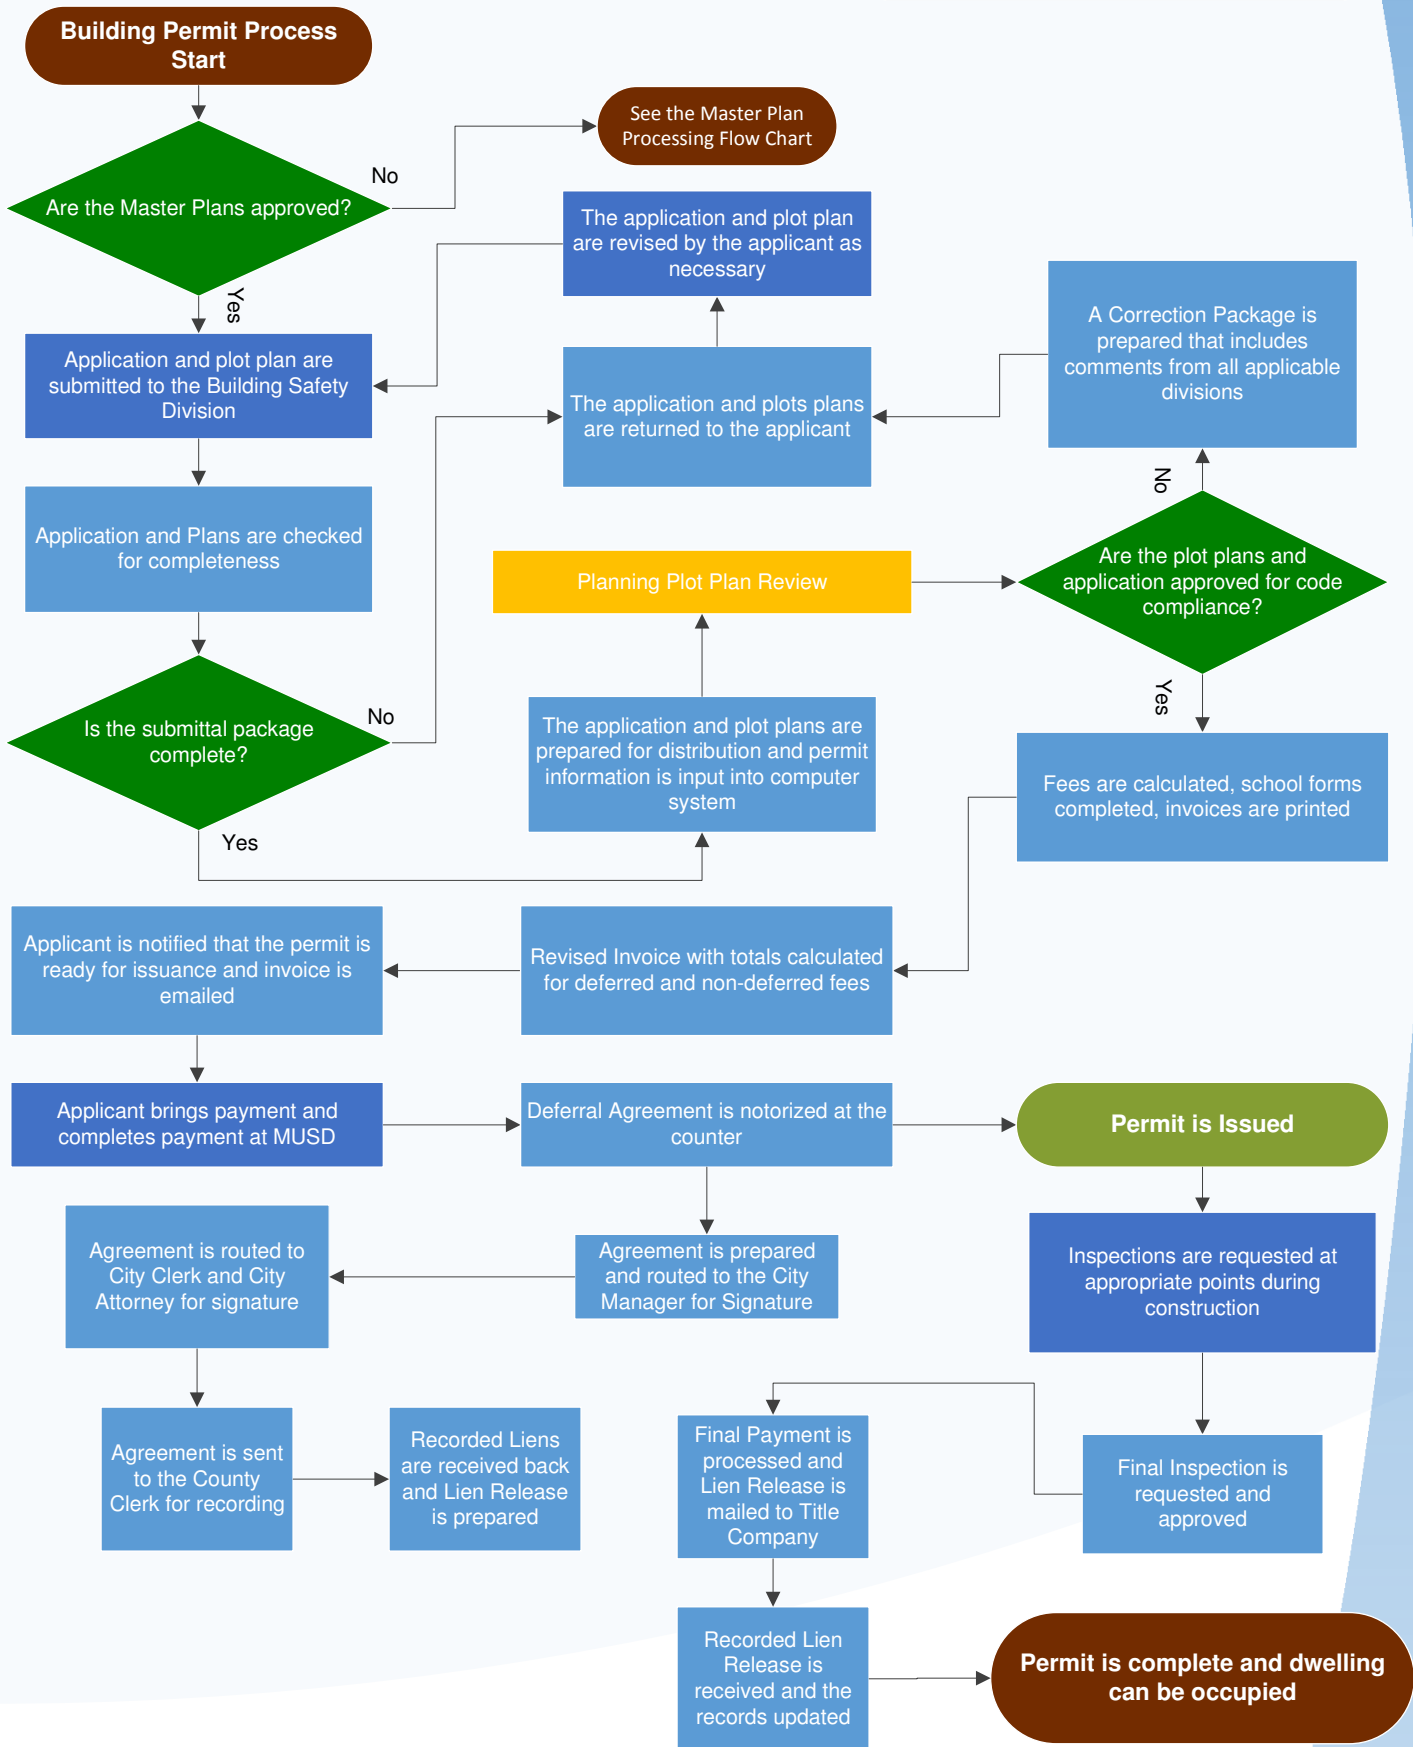 Building Permit Process
Start
See the Master Plan
Processing Flow Chart
No
Are the Master Plans approved?
Yes
The application and plot plan
are revised by the applicant as
necessary
A Correction Package is
prepared that includes
comments from all applicable
divisions
Application and plot plan are
submitted to the Building Safety
Division
The application and plots plans
are returned to the applicant
No
Application and Plans are checked
for completeness
Planning Plot Plan Review
Are the plot plans and
application approved for code
compliance?
Yes
Is the submittal package
complete?
No
Yes
The application and plot plans are
prepared for distribution and permit
information is input into computer
system
Fees are calculated, school forms
completed, invoices are printed
Applicant is notified that the permit is
ready for issuance and invoice is
emailed
Revised Invoice with totals calculated
for deferred and non-deferred fees
Applicant brings payment and
completes payment at MUSD
Deferral Agreement is notorized at the
counter
Permit is Issued
Agreement is routed to
City Clerk and City
Attorney for signature
Agreement is prepared
and routed to the City
Manager for Signature
Inspections are requested at
appropriate points during
construction
Agreement is sent
to the County
Clerk for recording
Recorded Liens
are received back
and Lien Release
is prepared
Final Payment is
processed and
Lien Release is
mailed to Title
Company
Final Inspection is
requested and
approved
Recorded Lien
Release is
received and the
records updated
Permit is complete and dwelling
can be occupied